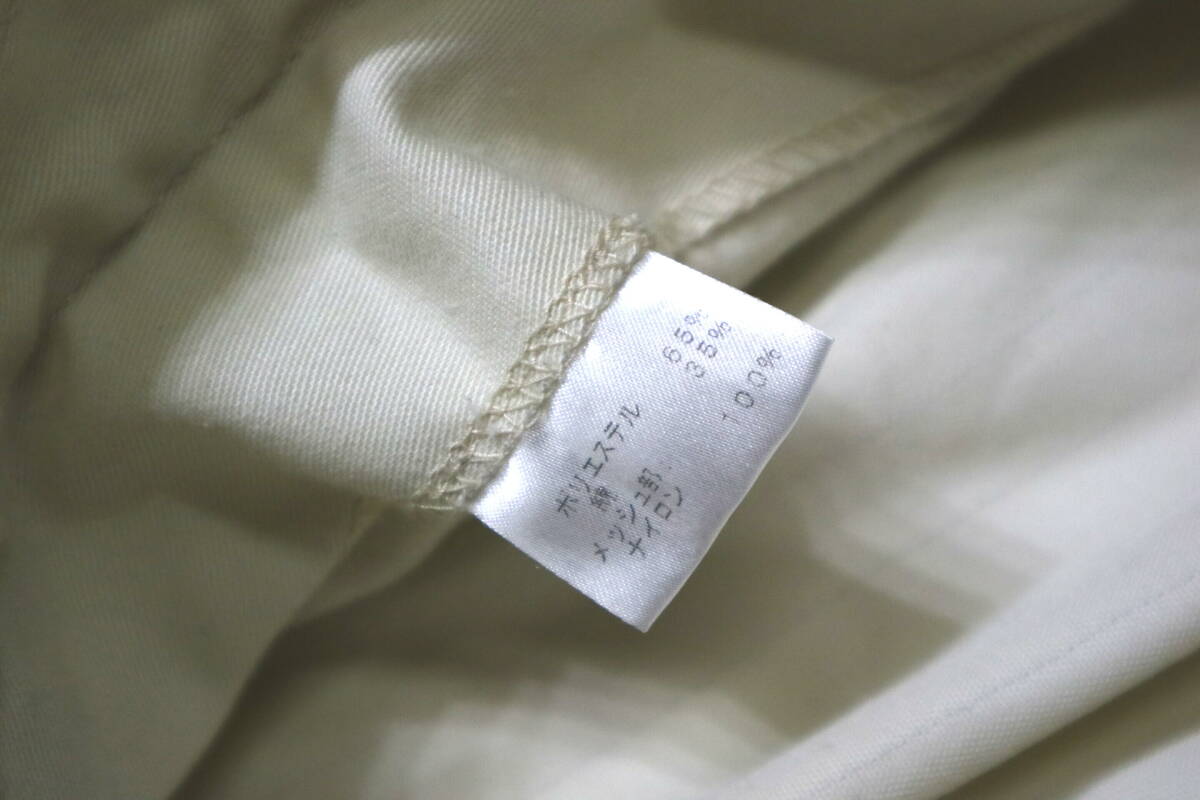 ポリエステル 65%
綿 35%
メッシュ部
ナイロン 100%